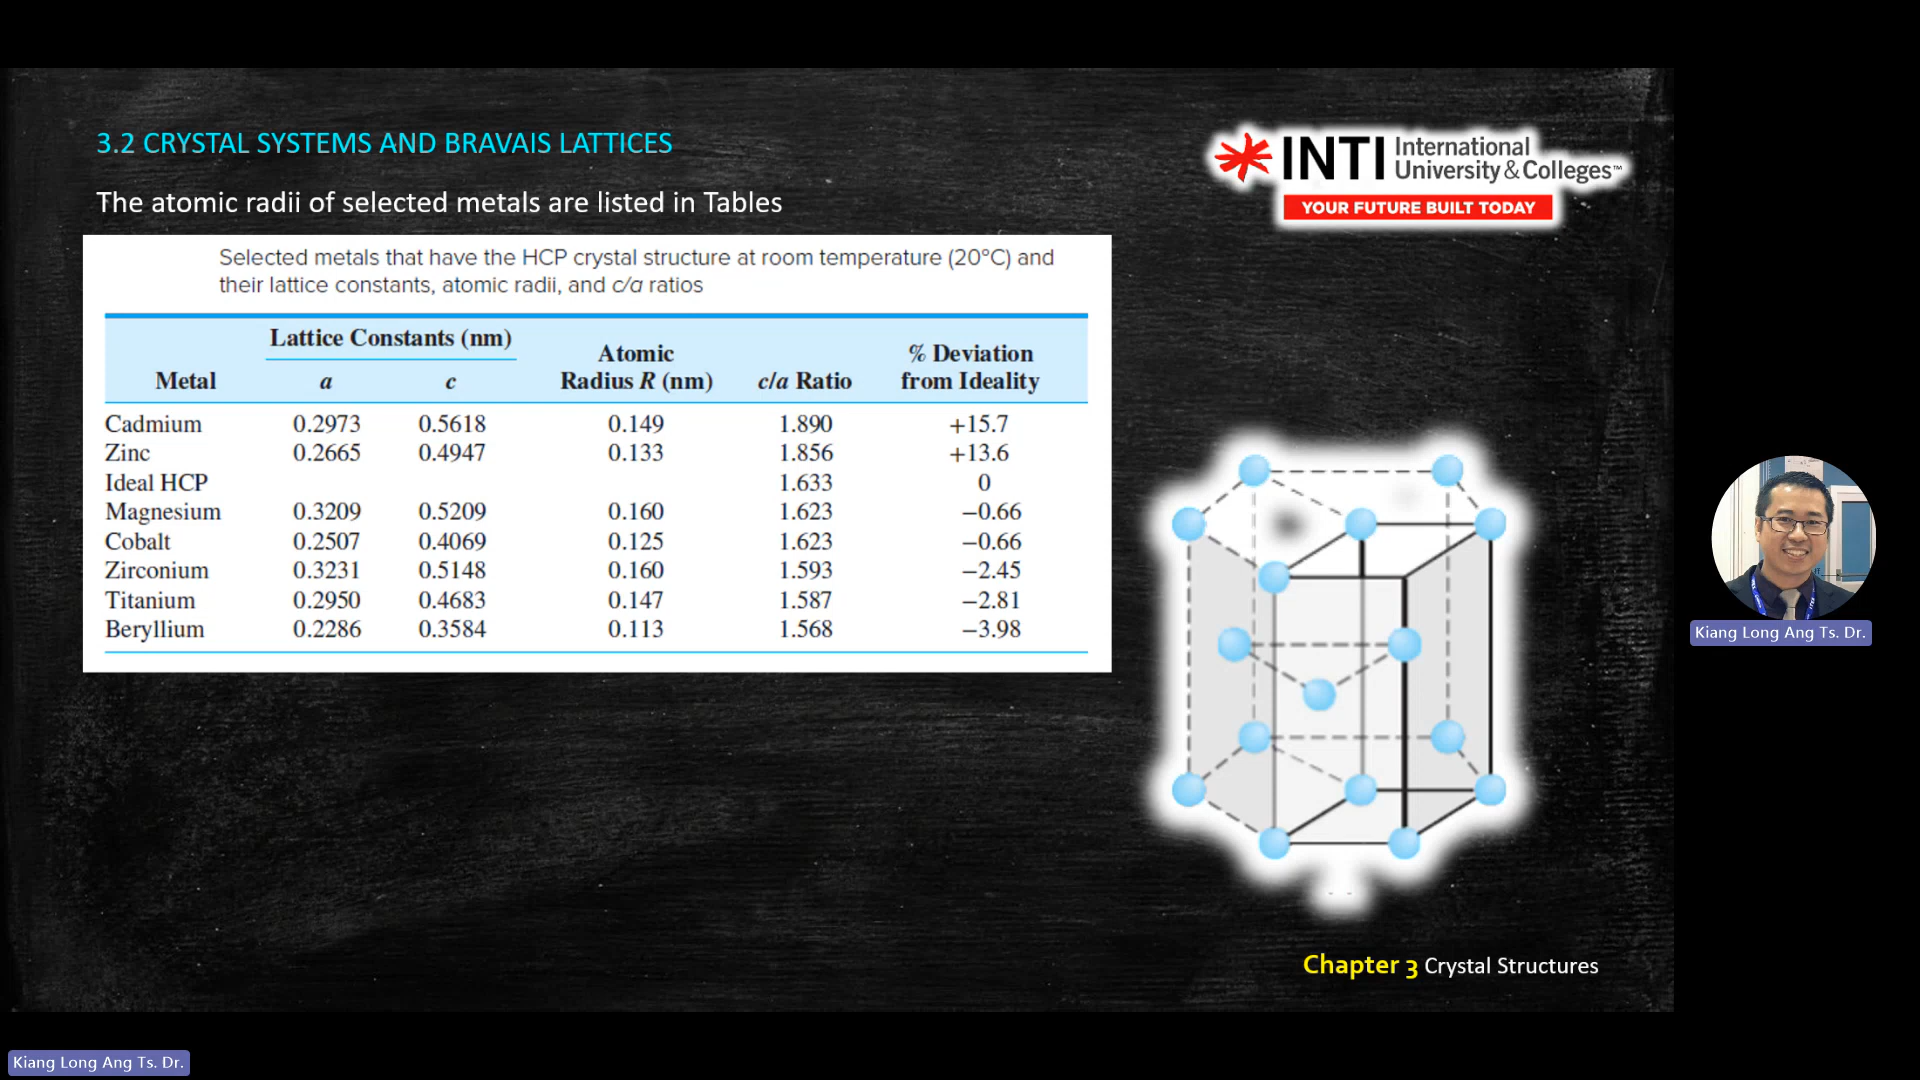 3.2 CRYSTAL SYSTEMS AND BRAVAIS LATTICES
The atomic radii of selected metals are listed in Tables
INTI International
University & Colleges™
YOUR FUTURE BUILT TODAY
Selected metals that have the HCP crystal structure at room temperature (20°C) and
their lattice constants, atomic radii, and c/a ratios
Lattice Constants (nm)
Atomic % Deviation
Metal a c Radius R (nm) c/a Ratio from Ideality
Cadmium 0.2973 0.5618 0.149 1.890 +15.7
Zinc 0.2665 0.4947 0.133 1.856 +13.6
Ideal HCP 1.633 0
Magnesium 0.3209 0.5209 0.160 1.623 −0.66
Cobalt 0.2507 0.4069 0.125 1.623 −0.66
Zirconium 0.3231 0.5148 0.160 1.593 −2.45
Titanium 0.2950 0.4683 0.147 1.587 −2.81
Beryllium 0.2286 0.3584 0.113 1.568 −3.98
Kiang Long Ang Ts. Dr.
Chapter 3 Crystal Structures
Kiang Long Ang Ts. Dr.